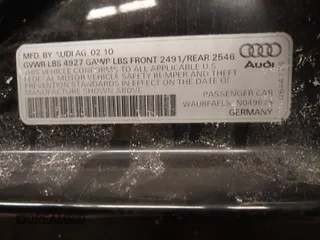 MFD. BY AUDI AG 02.10
GVWR LBS 4927 GAWR LBS FRONT 2491/REAR 2546
THIS VEHICLE CONFORMS TO ALL APPLICABLE U.S.
FEDERAL MOTOR VEHICLE
SAFETY BUMPER AND THEFT
PREVENTION STANDARDS
IN EFFECT ON THE DATE OF
MANUFACTURE SHOWN ABOVE
Audi
PASSENGER CAR
GERMANY